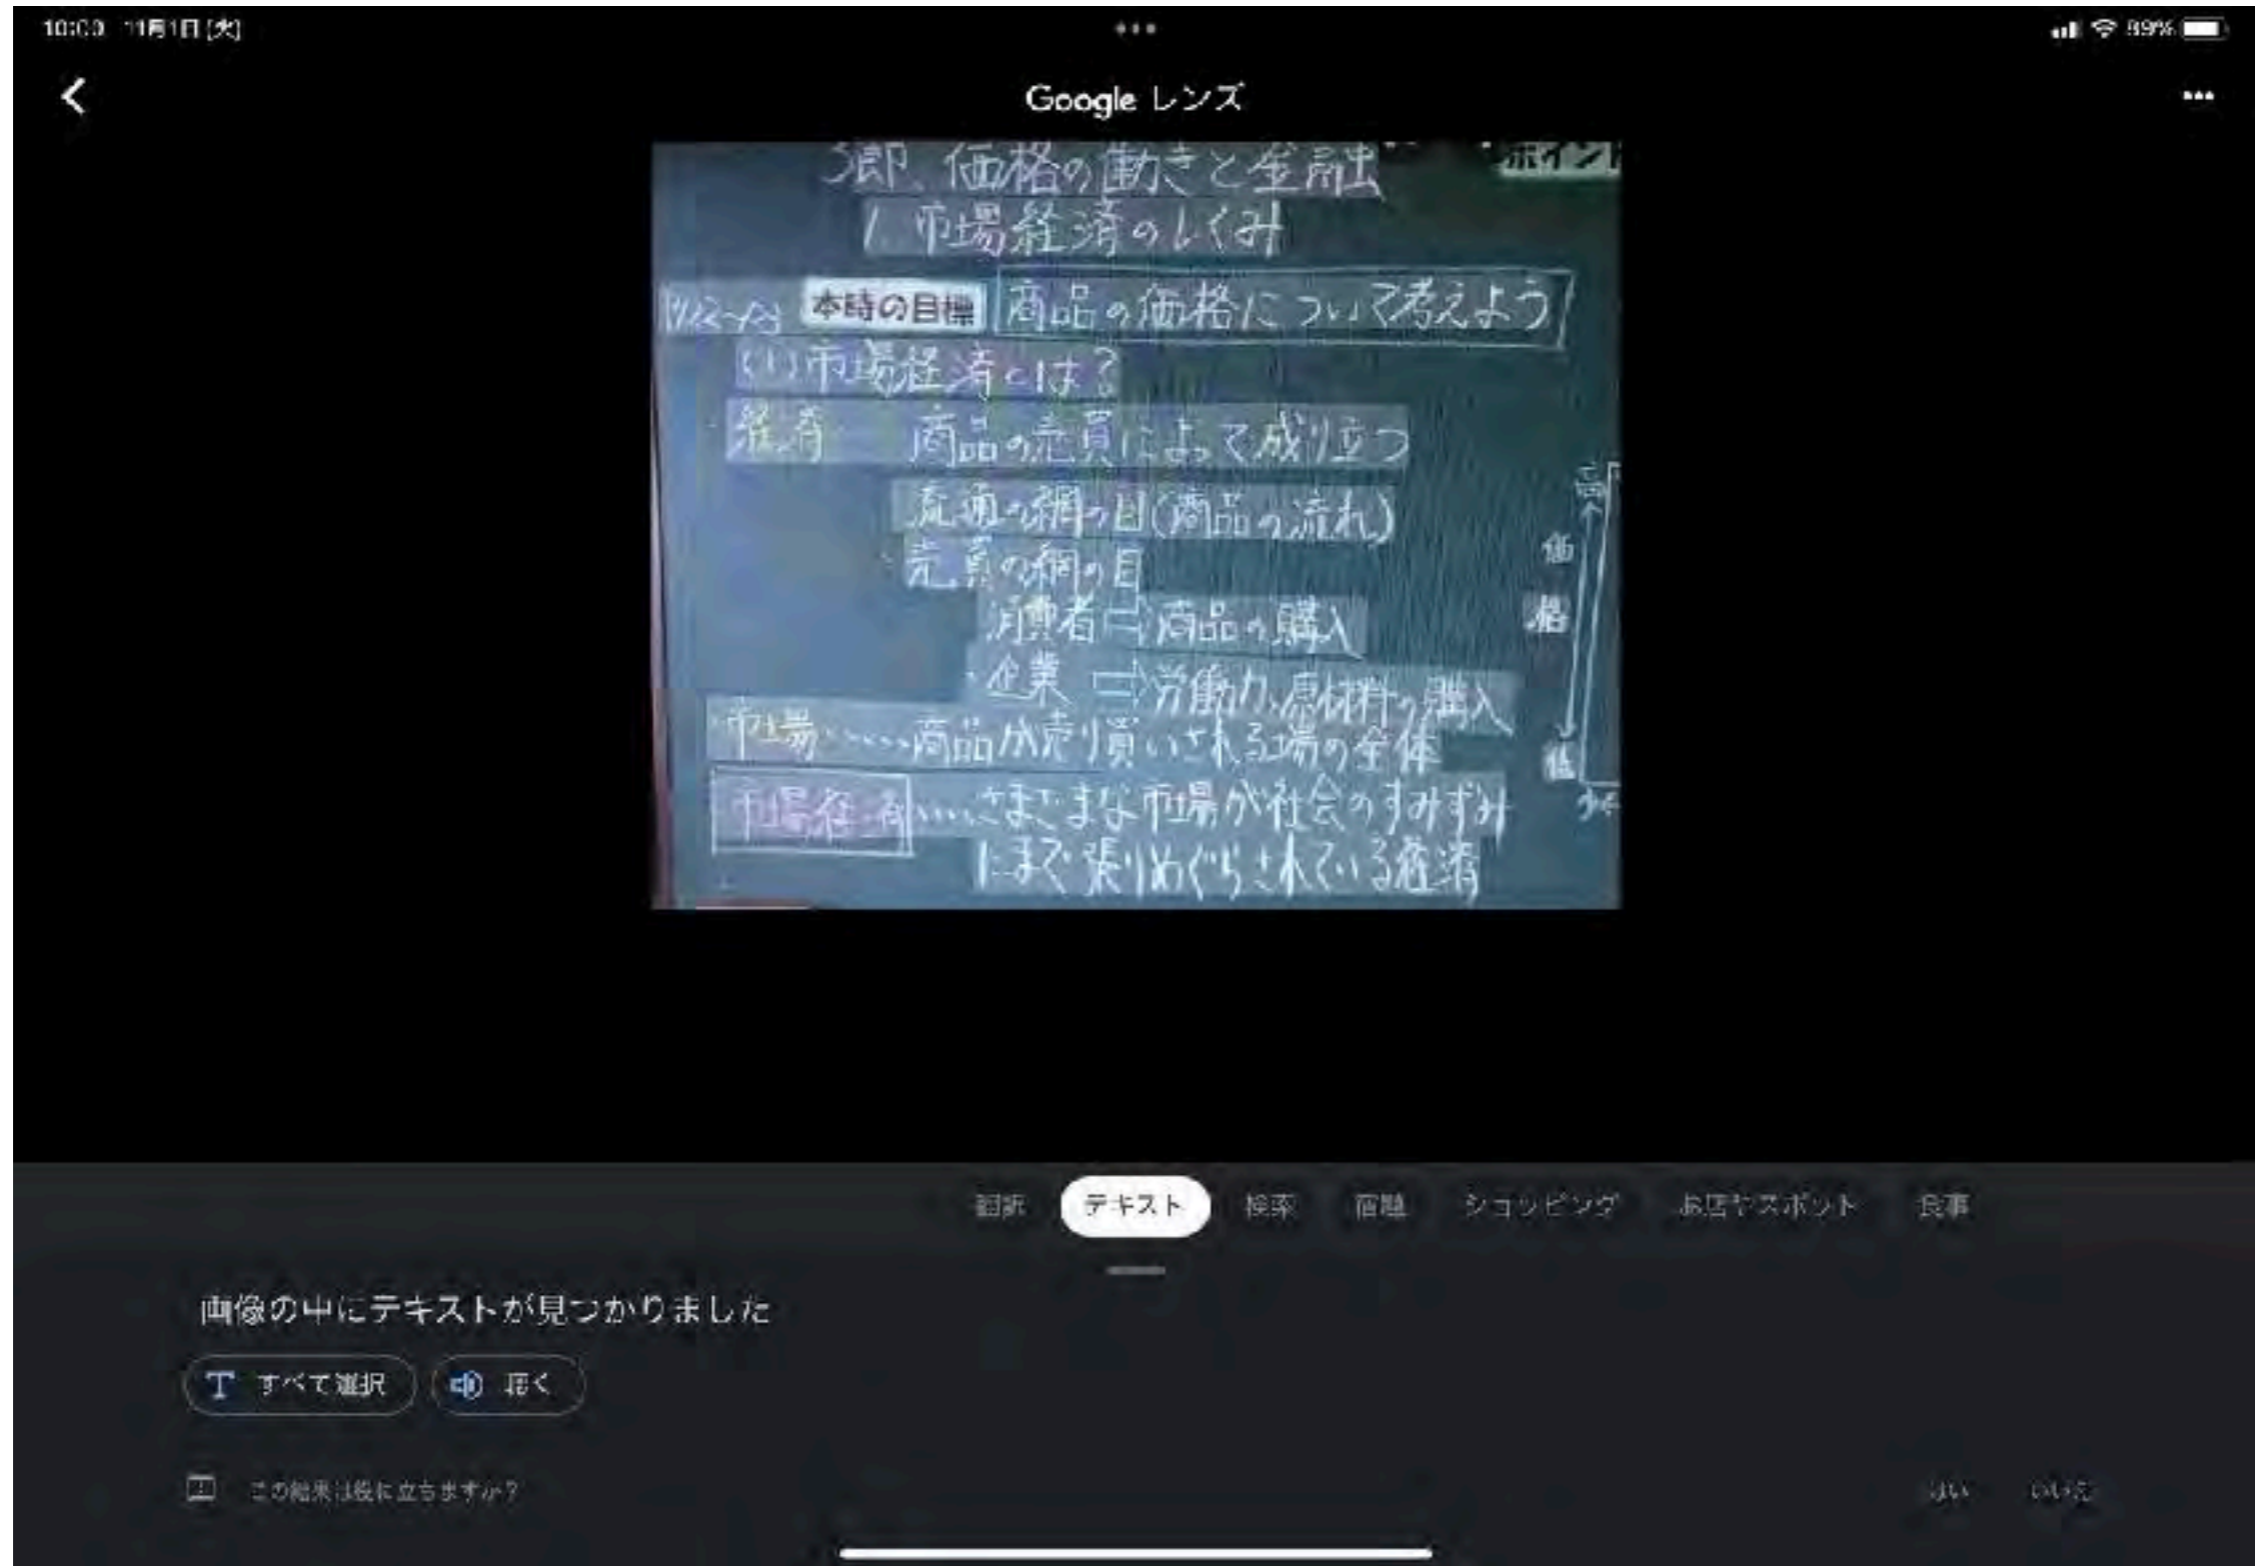 10:00 11月1日(火)
89%
Google レンズ
ポイント
3節、価格の働きと金融
1. 市場経済のしくみ
本時の目標 商品の価格について考えよう
(1)市場経済とは?
経済 商品の売買によって成り立つ
流通の網の目(商品の流れ)
売買の網の目
消費者⇨商品の購入
・企業 ⇨労働力、原材料の購入
・市場……商品が売り買いされる場の全体
市場経済……さまざまな市場が社会のすみずみ
にまで張りめぐらされている経済
高
価
格
低
翻訳 テキスト 検索 宿題 ショッピング お店やスポット 食事
画像の中にテキストが見つかりました
すべて選択 聴く
この結果は役に立ちますか?
はい いいえ